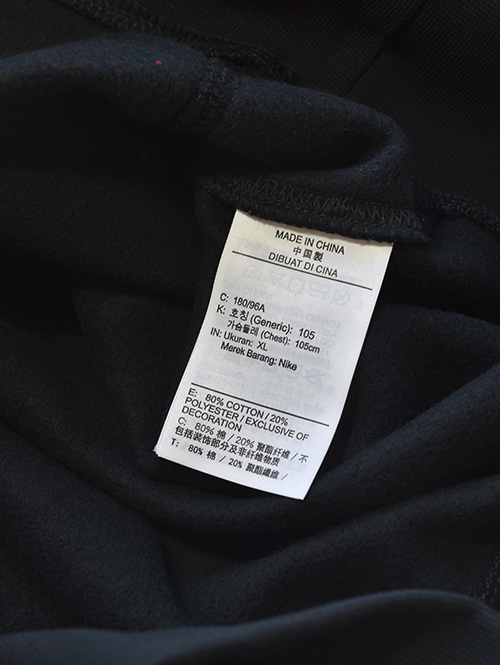 MADE IN CHINA
中国製
DIBUAT DI CINA
C: 180/96A
K: 호칭 (Generic): 105
가슴둘레 (Chest): 105cm
IN: Ukuran: XL
Merek Barang: Nike
E: 80% COTTON / 20%
POLYESTER / EXCLUSIVE OF
DECORATION
C: 80% 棉 / 20% 聚酯纤维 / 不
包括装饰部分及非纤维物质
T: 80% 棉 / 20% 聚酯纖維 /